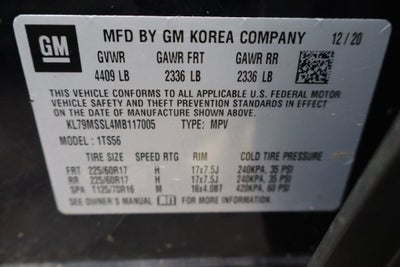 GM MFD BY GM KOREA COMPANY 12/20
GVWR GAWR FRT GAWR RR
4409 LB 2336 LB 2336 LB
THIS VEHICLE CONFORMS TO ALL APPLICABLE U.S. FEDERAL MOTOR
VEHICLE SAFETY AND THEFT PREVENTION STANDARDS IN EFFECT ON THE
DATE OF MANUFACTURE SHOWN ABOVE.
KL79MSSL4MB117005 TYPE: MPV
MODEL: 1TS56
TIRE SIZE SPEED RTG RIM COLD TIRE PRESSURE
FRT 225/60R17 H 17x7.5J 240KPA, 35 PSI
RR 225/60R17 H 17x7.5J 240KPA, 35 PSI
SPA T125/70R16 M 16x4.0BT 420KPA, 60 PSI
SEE OWNER'S MANUAL FOR MORE INFORMATION